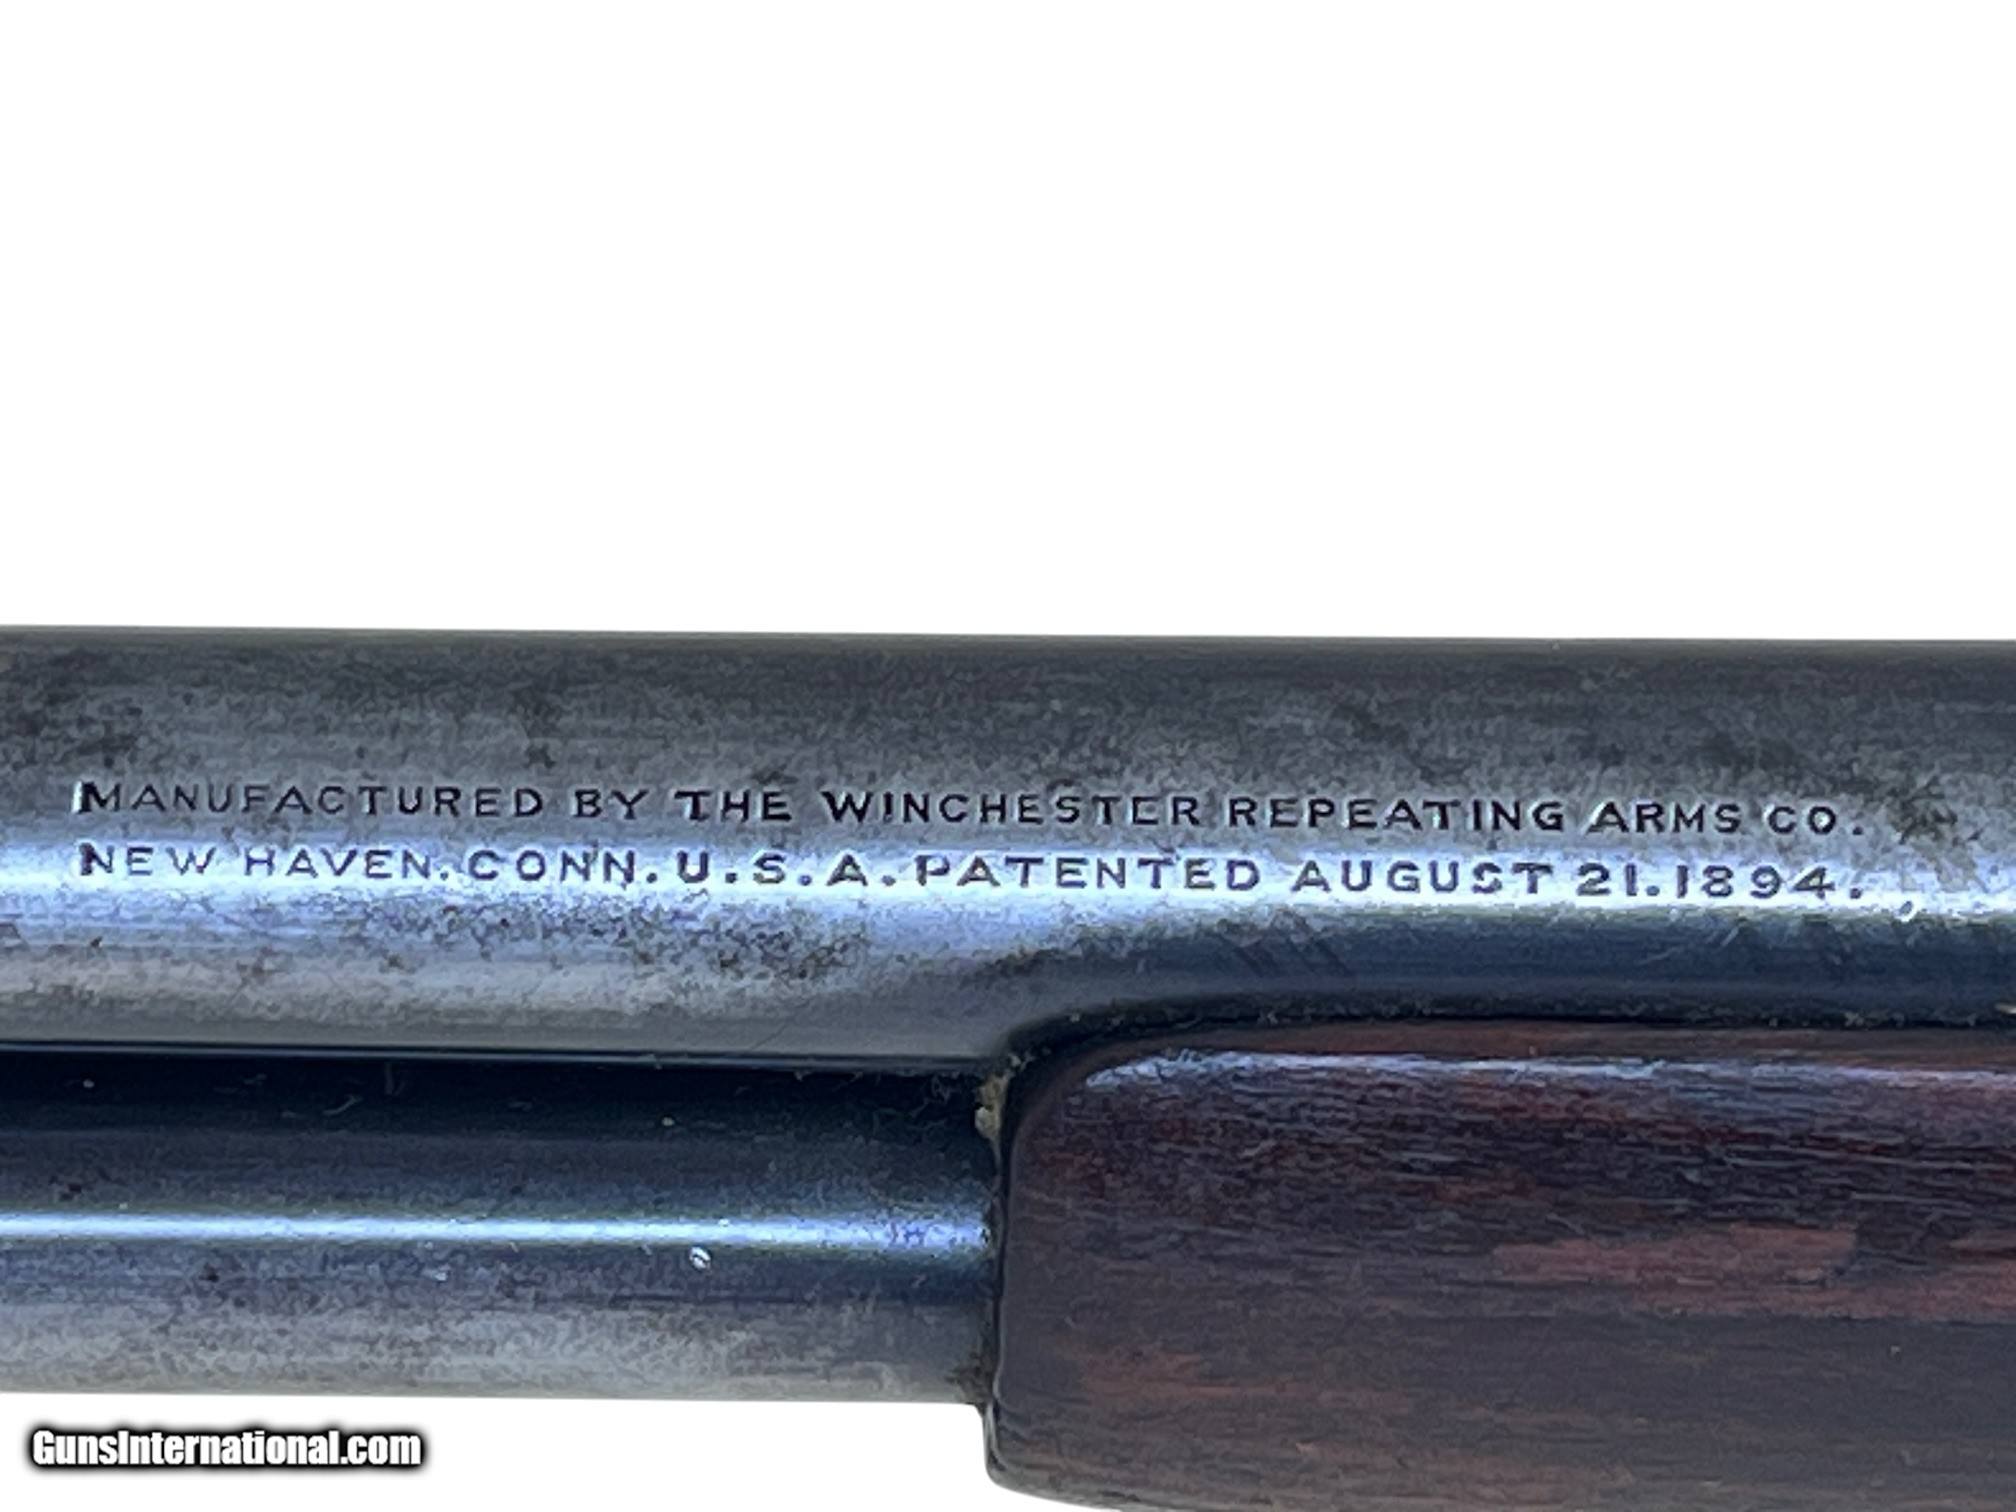 MANUFACTURED BY THE WINCHESTER REPEATING ARMS CO.
NEW HAVEN. CONN. U.S.A. PATENTED AUGUST 21.1894.
GunsInternational.com